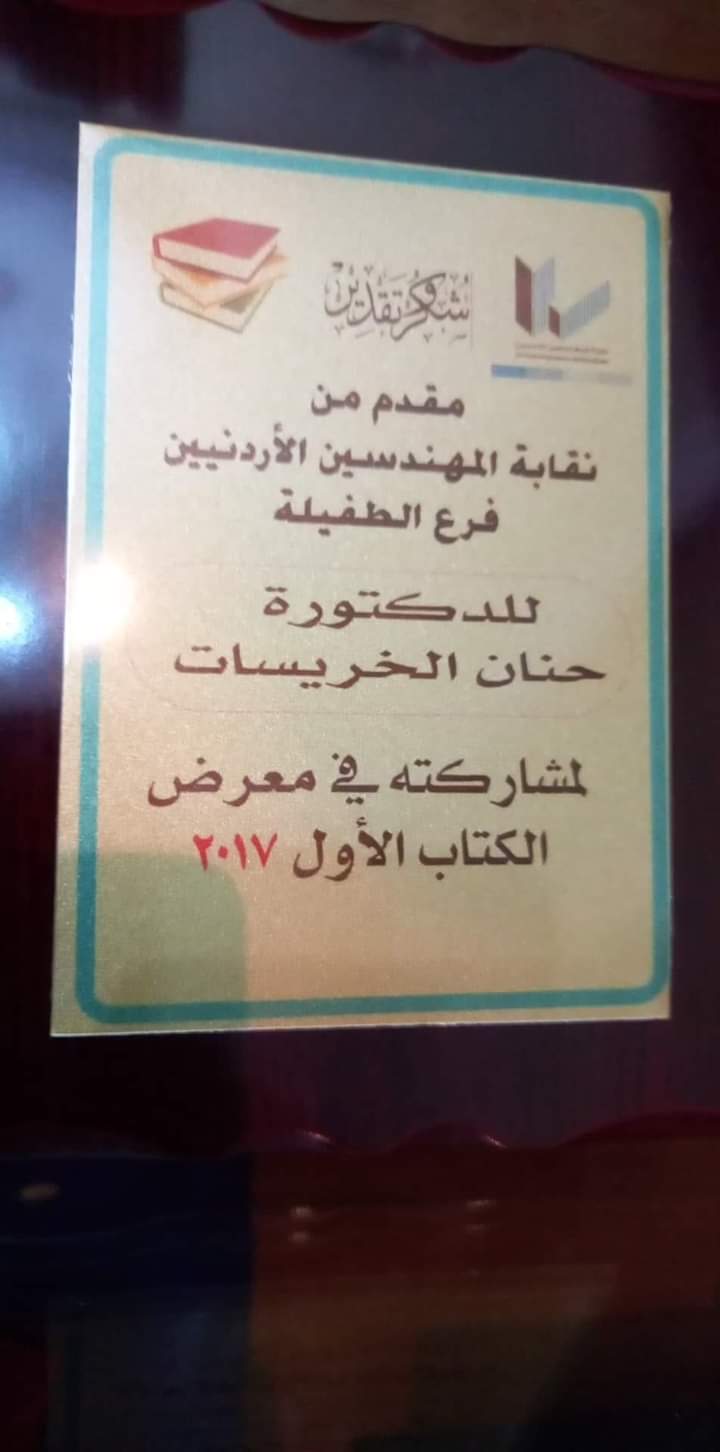 شكر وتقدير
مقدم من
نقابة المهندسين الأردنيين
فرع الطفيلة
للدكتورة
حنان الخريسات
لمشاركته في معرض
الكتاب الأول ٢٠١٧